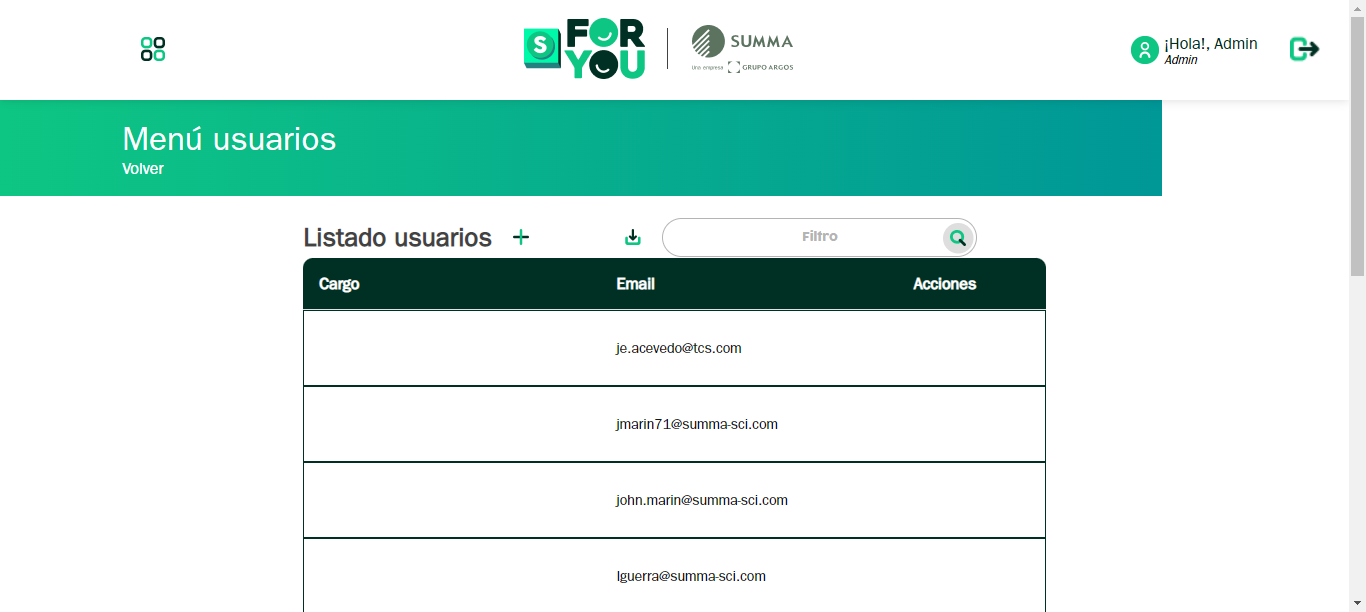 S FOR YOU
SUMMA
Una empresa GRUPO ARGOS
¡Hola!, Admin
Admin
Menú usuarios
Volver
Listado usuarios
Filtro
Cargo Email Acciones
je.acevedo@tcs.com
jmarin71@summa-sci.com
john.marin@summa-sci.com
lguerra@summa-sci.com